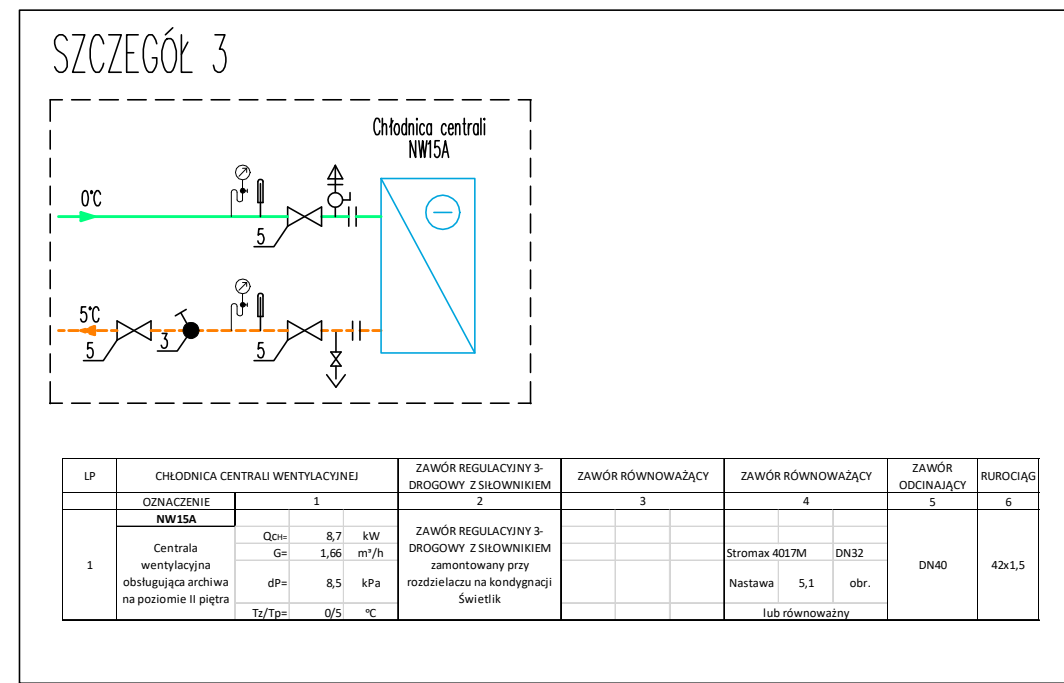 SZCZEGÓŁ 3
Chłodnica centrali
NW15A
0°C
5
5°C
5
3
5
LP CHŁODNICA CENTRALI WENTYLACYJNEJ ZAWÓR REGULACYJNY 3-DROGOWY Z SIŁOWNIKIEM ZAWÓR RÓWNOWAŻĄCY ZAWÓR RÓWNOWAŻĄCY ZAWÓR ODCINAJĄCY RUROCIĄG
OZNACZENIE 1 2 3 4 5 6
1
NW15A
Centrala
wentylacyjna
obsługująca archiwa
na poziomie II piętra
QCH= 8,7 kW
G= 1,66 m³/h
dP= 8,5 kPa
Tz/Tp= 0/5 °C
ZAWÓR REGULACYJNY 3-
DROGOWY Z SIŁOWNIKIEM
zamontowany przy
rozdzielaczu na kondygnacji
Świetlik
Stromax 4017M DN32
Nastawa 5,1 obr.
lub równoważny
DN40
42x1,5